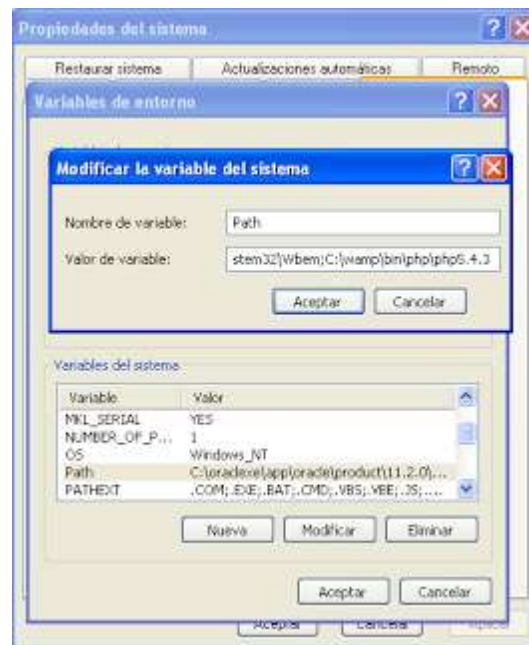 Propiedades del sistema
Restaurar sistema Actualizaciones automáticas Remoto
Variables de entorno
Modificar la variable del sistema
Nombre de variable: Path
Valor de variable: stem32\Wbem;C:\wamp\bin\php\php5.4.3
Aceptar Cancelar
Variables del sistema
Variable Valor
MKL_SERIAL YES
NUMBER_OF_P... 1
OS Windows_NT
Path C:\oraclexe\app\oracle\product\11.2.0\...
PATHEXT .COM;.EXE;.BAT;.CMD;.VBS;.VBE;.JS;....
Nueva Modificar Eliminar
Aceptar Cancelar
Aceptar Cancelar